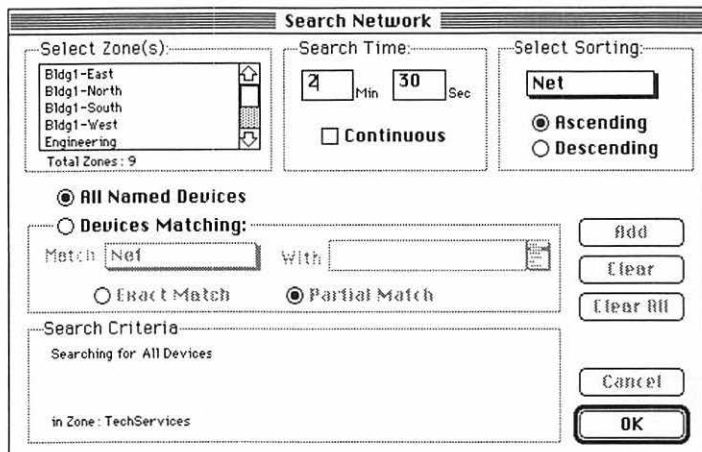 Search Network
Select Zone(s):
Bldg1-East
Bldg1-North
Bldg1-South
Bldg1-West
Engineering
Total Zones: 9
Search Time:
2 Min 30 Sec
Continuous
Select Sorting:
Net
Ascending
Descending
All Named Devices
Devices Matching:
Match Net With
Exact Match Partial Match
Add
Clear
Clear All
Search Criteria
Searching for All Devices
in Zone: TechServices
Cancel
OK